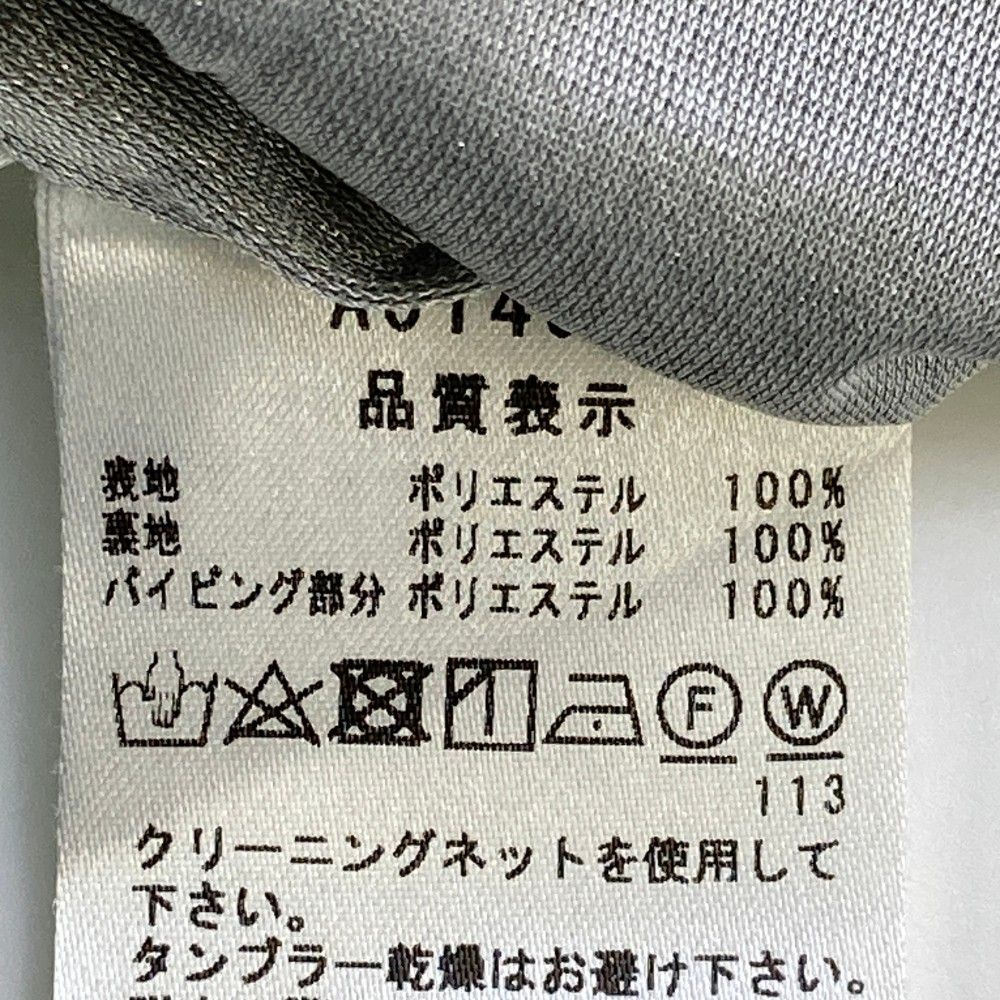 品質表示
表地 ポリエステル 100%
裏地 ポリエステル 100%
パイピング部分 ポリエステル 100%
F W
113
クリーニングネットを使用して
下さい。
タンブラー乾燥はお避け下さい。